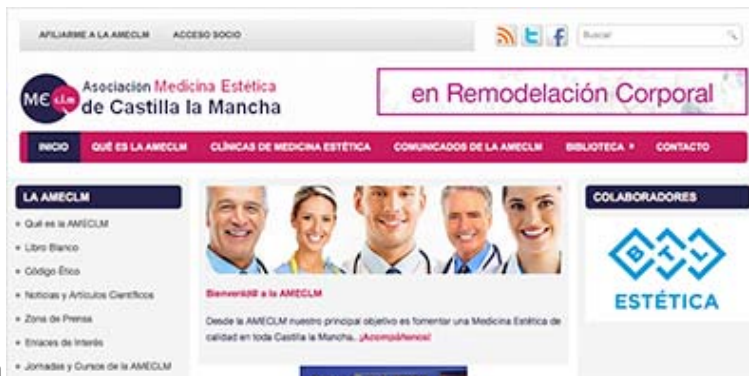 AFILIARME A LA AMECLM ACCESO SOCIO
Buscar
ME clm
Asociación Medicina Estética
de Castilla la Mancha
en Remodelación Corporal
INICIO QUÉ ES LA AMECLM CLÍNICAS DE MEDICINA ESTÉTICA COMUNICADOS DE LA AMECLM BIBLIOTECA CONTACTO
LA AMECLM
Qué es la AMECLM
Libro Blanco
Código Ético
Noticias y Artículos Científicos
Zona de Prensa
Enlaces de Interés
Jornadas y Cursos de la AMECLM
Bienvenid@ a la AMECLM
Desde la AMECLM nuestro principal objetivo es fomentar una Medicina Estética de
calidad en toda Castilla la Mancha. ¡Acompáñenos!
COLABORADORES
BTL
ESTÉTICA